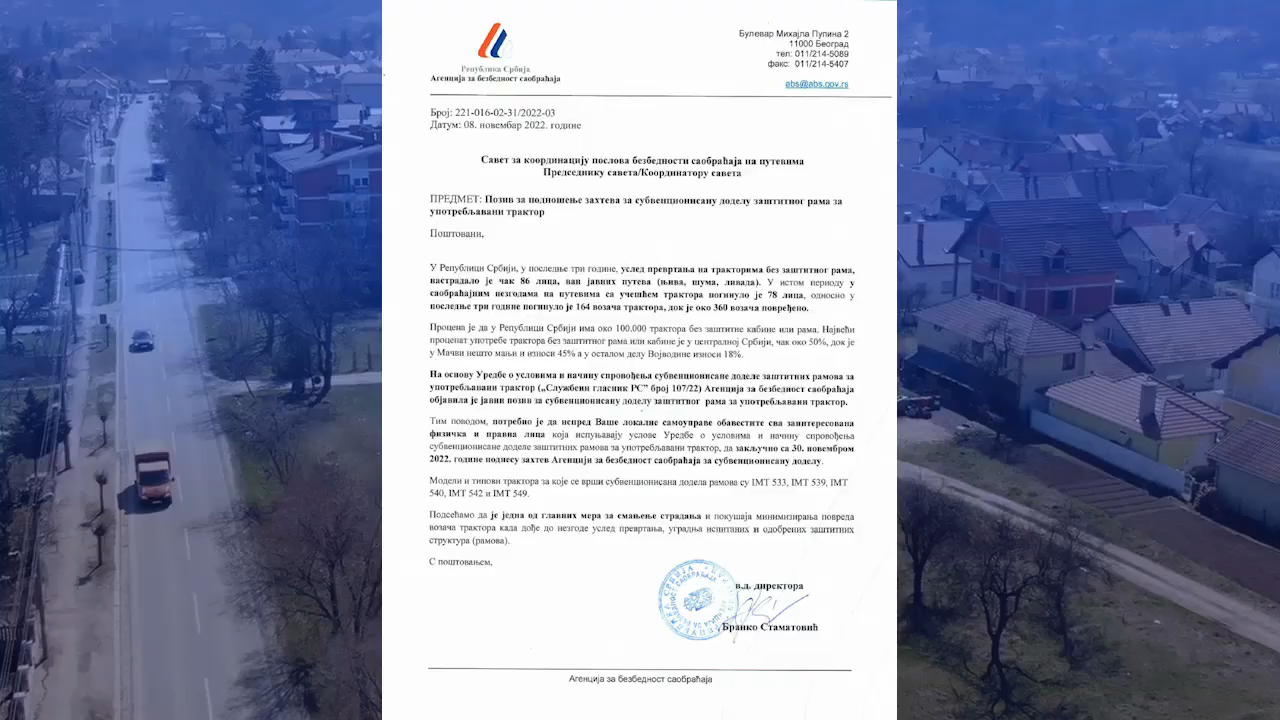 Република Србија
Агенција за безбедност саобраћаја
Булевар Михајла Пупина 2
11000 Београд
тел: 011/214-5089
факс: 011/214-5407
abs@abs.gov.rs
Број: 221-016-02-31/2022-03
Датум: 08. новембар 2022. године
Савет за координацију послова безбедности саобраћаја на путевима
Председнику савета/Координатору савета
ПРЕДМЕТ: Позив за подношење захтева за субвенционисану доделу заштитног рама за
употребљавани трактор
Поштовани,
У Републици Србији, у последње три године, услед превртања на тракторима без заштитног рама,
настрадало је чак 86 лица, ван јавних путева (њива, шума, ливада). У истом периоду у
саобраћајним незгодама на путевима са учешћем трактора погинуло је 78 лица, односно у
последње три године погинуло је 164 возача трактора, док је око 360 возача повређено.
Процена је да у Републици Србији има око 100.000 трактора без заштитне кабине или рама. Највећи
проценат употребе трактора без заштитног рама или кабине је у централној Србији, чак око 50%, док је
у Мачви нешто мањи и износи 45% а у осталом делу Војводине износи 18%.
На основу Уредбе о условима и начину спровођења субвенционисане доделе заштитних рамова за
употребљавани трактор („Службени гласник РС” број 107/22) Агенција за безбедност саобраћаја
објавила је јавни позив за субвенционисану доделу заштитног рама за употребљавани трактор.
Тим поводом, потребно је да испред Ваше локалне самоуправе обавестите сва заинтересована
физичка и правна лица која испуњавају услове Уредбе о условима и начину спровођења
субвенционисане доделе заштитних рамова за употребљавани трактор, да закључно са 30. новембром
2022. године поднесу захтев Агенцији за безбедност саобраћаја за субвенционисану доделу.
Модели и типови трактора за које се врши субвенционисана додела рамова су IMT 533, IMT 539, IMT
540, IMT 542 и IMT 549.
Подсећамо да је једна од главних мера за смањење страдања и покушаја минимизирања повреда
возача трактора када дође до незгоде услед превртања, уградња испитаних и одобрених заштитних
структура (рамова).
С поштовањем,
в.д. директора
Бранко Стаматовић
Агенција за безбедност саобраћаја